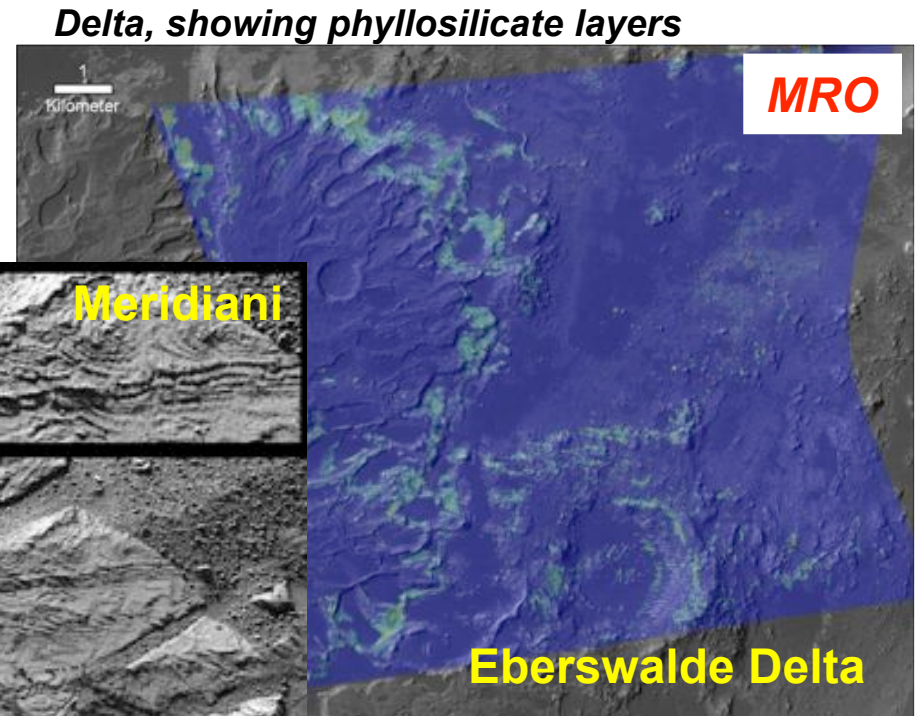 Delta, showing phyllosilicate layers
1
Kilometer
MRO
Meridiani
Eberswalde Delta